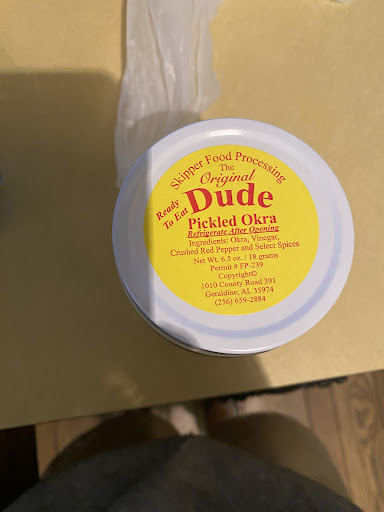 Skipper Food Processing
The
Original
Ready
To Eat
Dude
Pickled Okra
Refrigerate After Opening
Ingredients: Okra, Vinegar,
Crushed Red Pepper and Select Spices
Net Wt. 6.5 oz. / 18 grams
Permit # FP-239
Copyright©
1010 County Road 391
Geraldine, AL 35974
(256) 659-2884